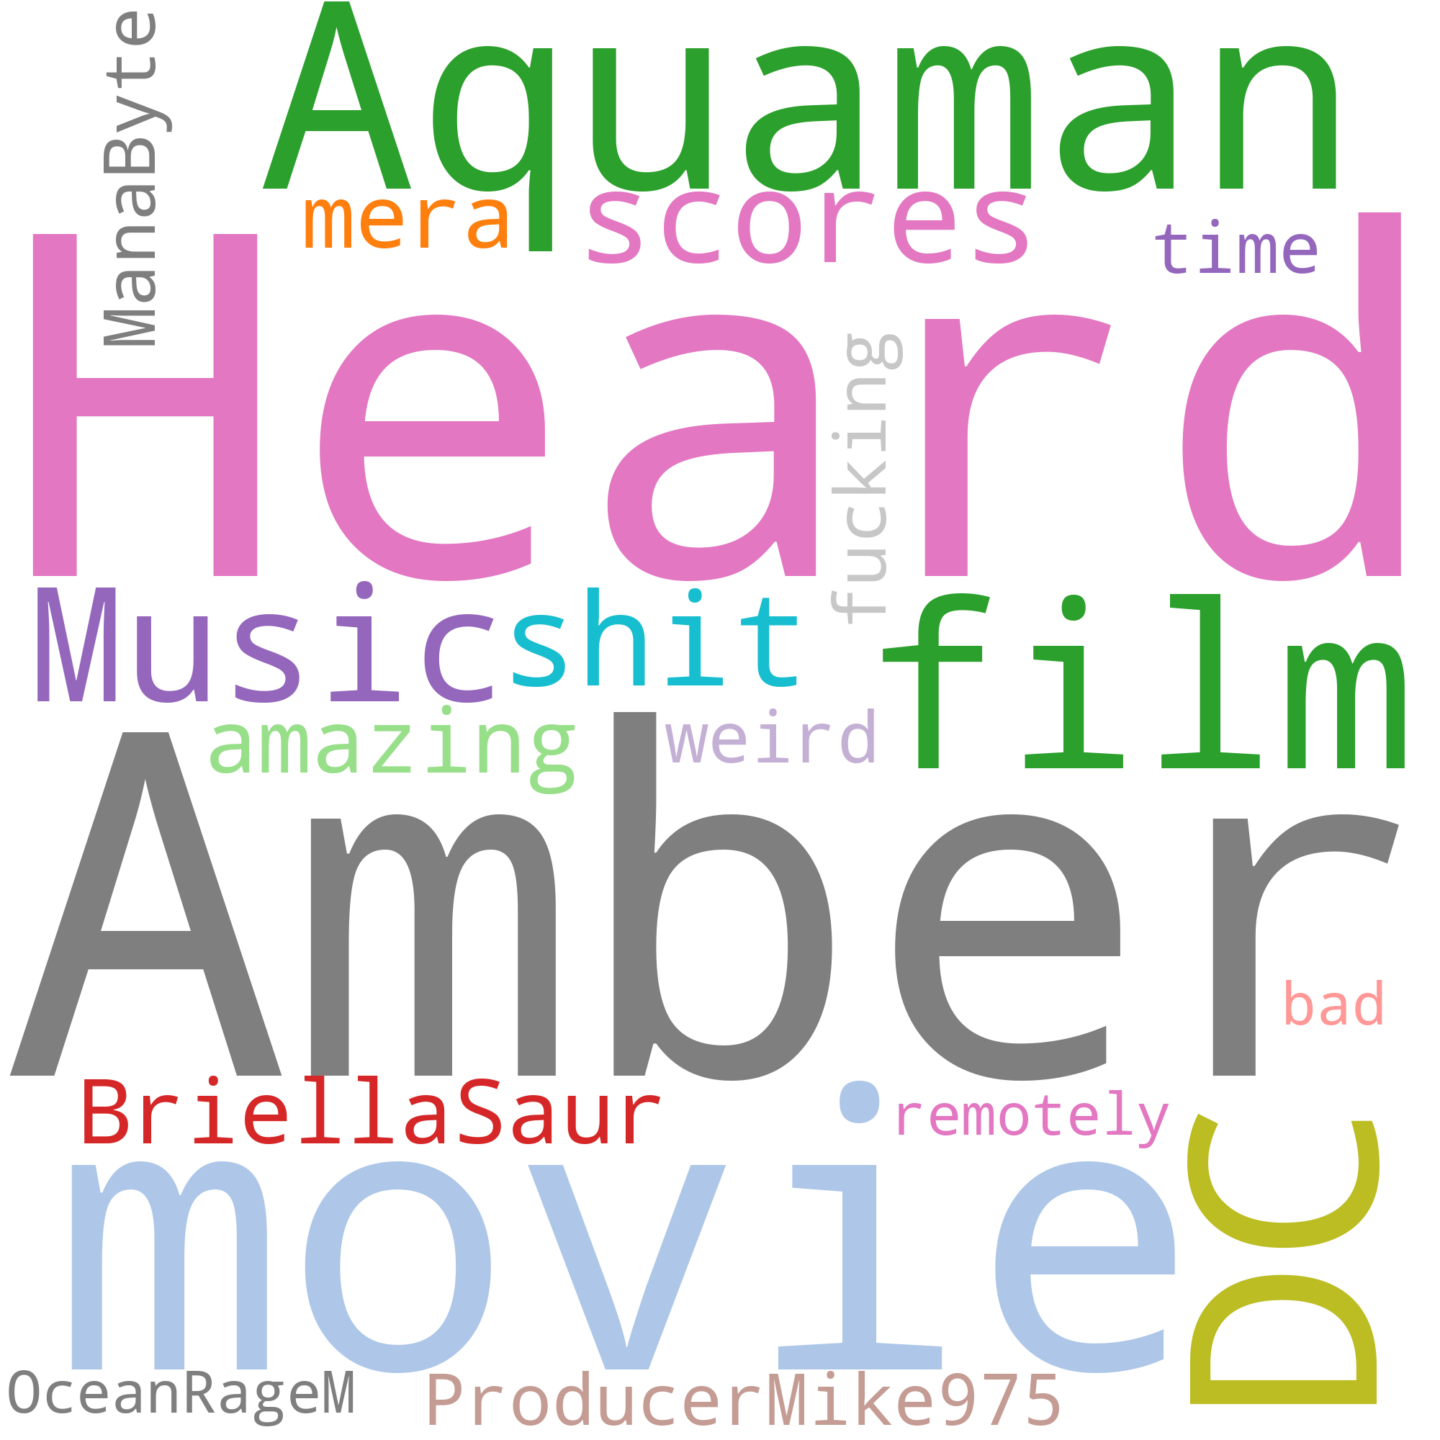 ManaByte
Aquaman
mera
scores
time
Heard
fucking
Music
shit
film
amazing
weird
Amber
bad
BriellaSaur
remotely
movie
DC
OceanRageM
ProducerMike975